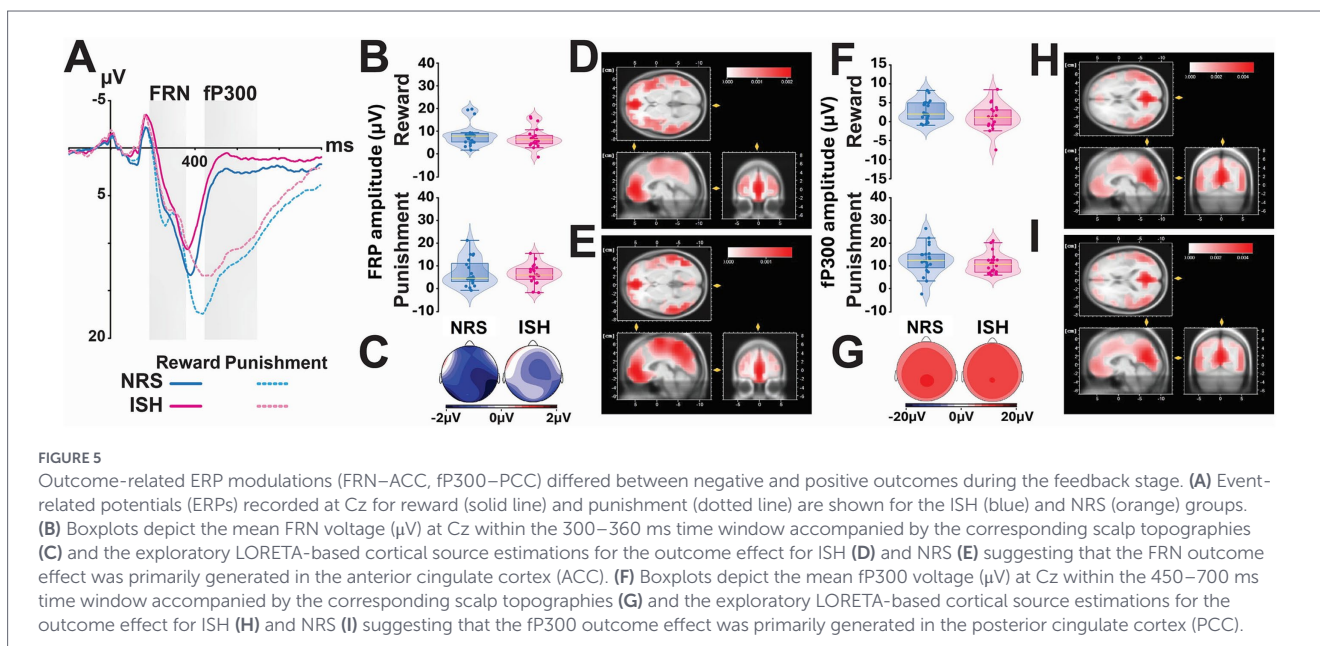 A
µV
-5
FRN
fP300
ms
400
5
20
Reward Punishment
NRS
ISH
B
FRP amplitude (µV)
Reward
40
30
20
10
0
-10
Punishment
40
30
20
10
0
-10
C
NRS
ISH
-2µV
0µV
2µV
D
[cm]
E
[cm]
F
fP300 amplitude (µV)
Reward
15
10
5
0
-5
-10
-15
Punishment
40
30
20
10
0
-10
G
NRS
ISH
-20µV
0µV
20µV
H
[cm]
I
[cm]
FIGURE 5
Outcome-related ERP modulations (FRN–ACC, fP300–PCC) differed between negative and positive outcomes during the feedback stage. (A) Event-
related potentials (ERPs) recorded at Cz for reward (solid line) and punishment (dotted line) are shown for the ISH (blue) and NRS (orange) groups.
(B) Boxplots depict the mean FRN voltage (µV) at Cz within the 300–360 ms time window accompanied by the corresponding scalp topographies
(C) and the exploratory LORETA-based cortical source estimations for the outcome effect for ISH (D) and NRS (E) suggesting that the FRN outcome
effect was primarily generated in the anterior cingulate cortex (ACC). (F) Boxplots depict the mean fP300 voltage (µV) at Cz within the 450–700 ms
time window accompanied by the corresponding scalp topographies (G) and the exploratory LORETA-based cortical source estimations for the
outcome effect for ISH (H) and NRS (I) suggesting that the fP300 outcome effect was primarily generated in the posterior cingulate cortex (PCC).